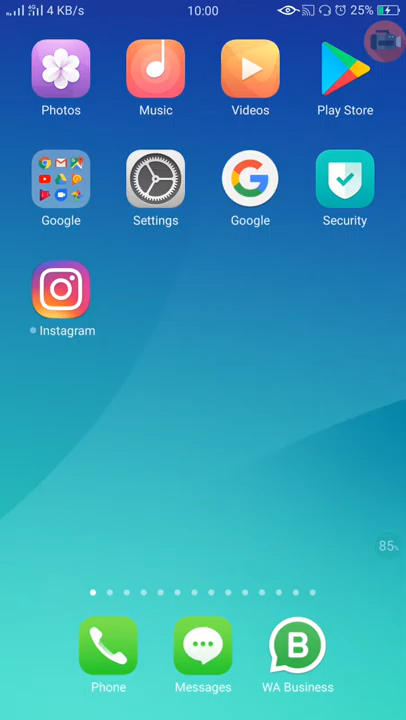 4G 4 KB/s 10:00 25%
Photos Music Videos Play Store
Google Settings Google Security
Instagram
85%
Phone Messages WA Business